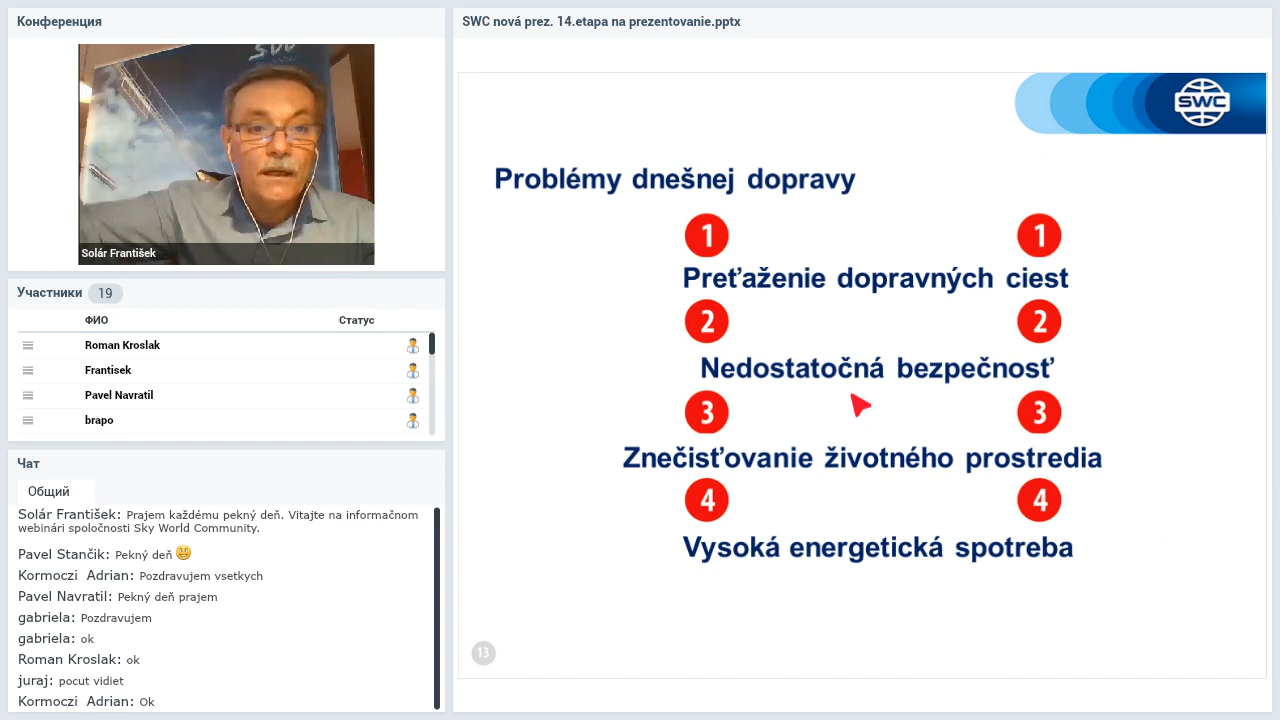 Конференция
Solár František
Участники 19
ФИО Статус
Roman Kroslak
Frantisek
Pavel Navratil
brapo
Чат
Общий
Solár František: Prajem každému pekný deň. Vitajte na informačnom
webinári spoločnosti Sky World Community.
Pavel Stančik: Pekný deň
Kormoczi Adrian: Pozdravujem vsetkych
Pavel Navratil: Pekný deň prajem
gabriela: Pozdravujem
gabriela: ok
Roman Kroslak: ok
juraj: pocut vidiet
Kormoczi Adrian: Ok
SWC nová prez. 14.etapa na prezentovanie.pptx
SWC
Problémy dnešnej dopravy
1 1
Preťaženie dopravných ciest
2 2
Nedostatočná bezpečnosť
3 3
Znečisťovanie životného prostredia
4 4
Vysoká energetická spotreba
13